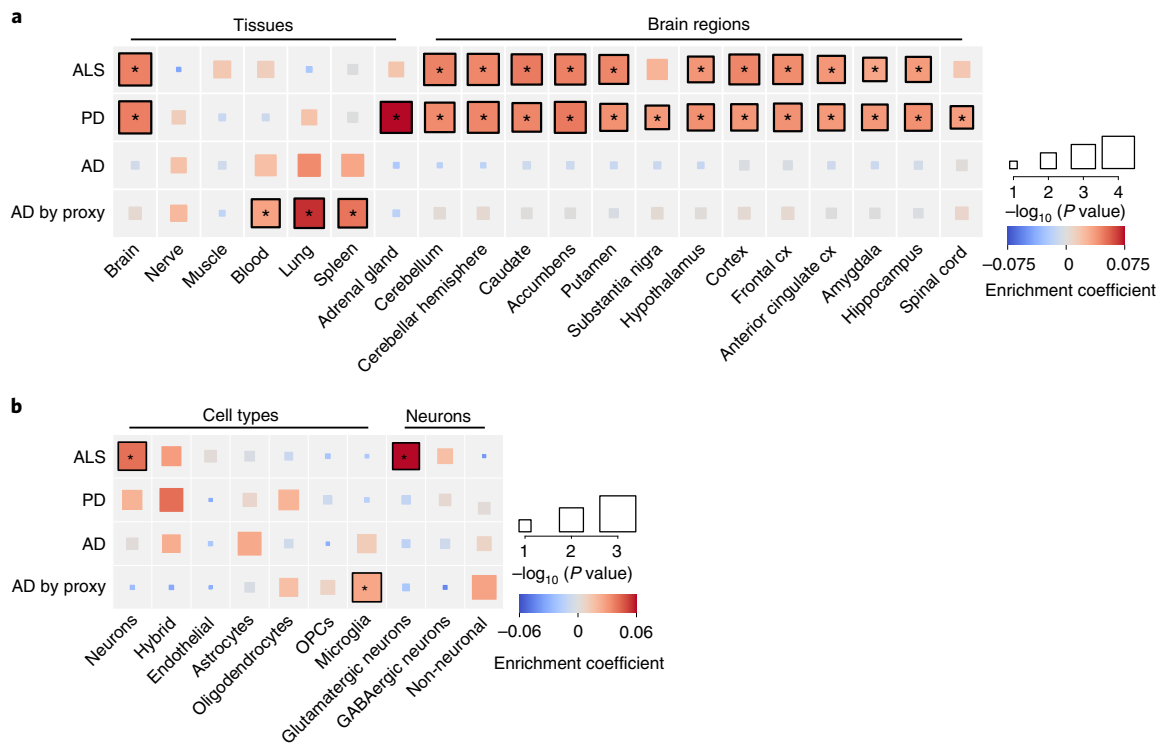 a
Tissues
Brain regions
ALS
* * * * * * * * * * * *
PD
* * * * * * * * * * * * * * *
AD
AD by proxy
* * *
1 2 3 4
–log10 (P value)
–0.075 0 0.075
Enrichment coefficient
Brain
Nerve
Muscle
Blood
Lung
Spleen
Adrenal gland
Cerebellum
Cerebellar hemisphere
Caudate
Accumbens
Putamen
Substantia nigra
Hypothalamus
Cortex
Frontal cx
Anterior cingulate cx
Amygdala
Hippocampus
Spinal cord
b
Cell types
Neurons
ALS
* *
PD
AD
AD by proxy
*
1 2 3
–log10 (P value)
–0.06 0 0.06
Enrichment coefficient
Neurons
Hybrid
Endothelial
Astrocytes
Oligodendrocytes
OPCs
Microglia
Glutamatergic neurons
GABAergic neurons
Non-neuronal